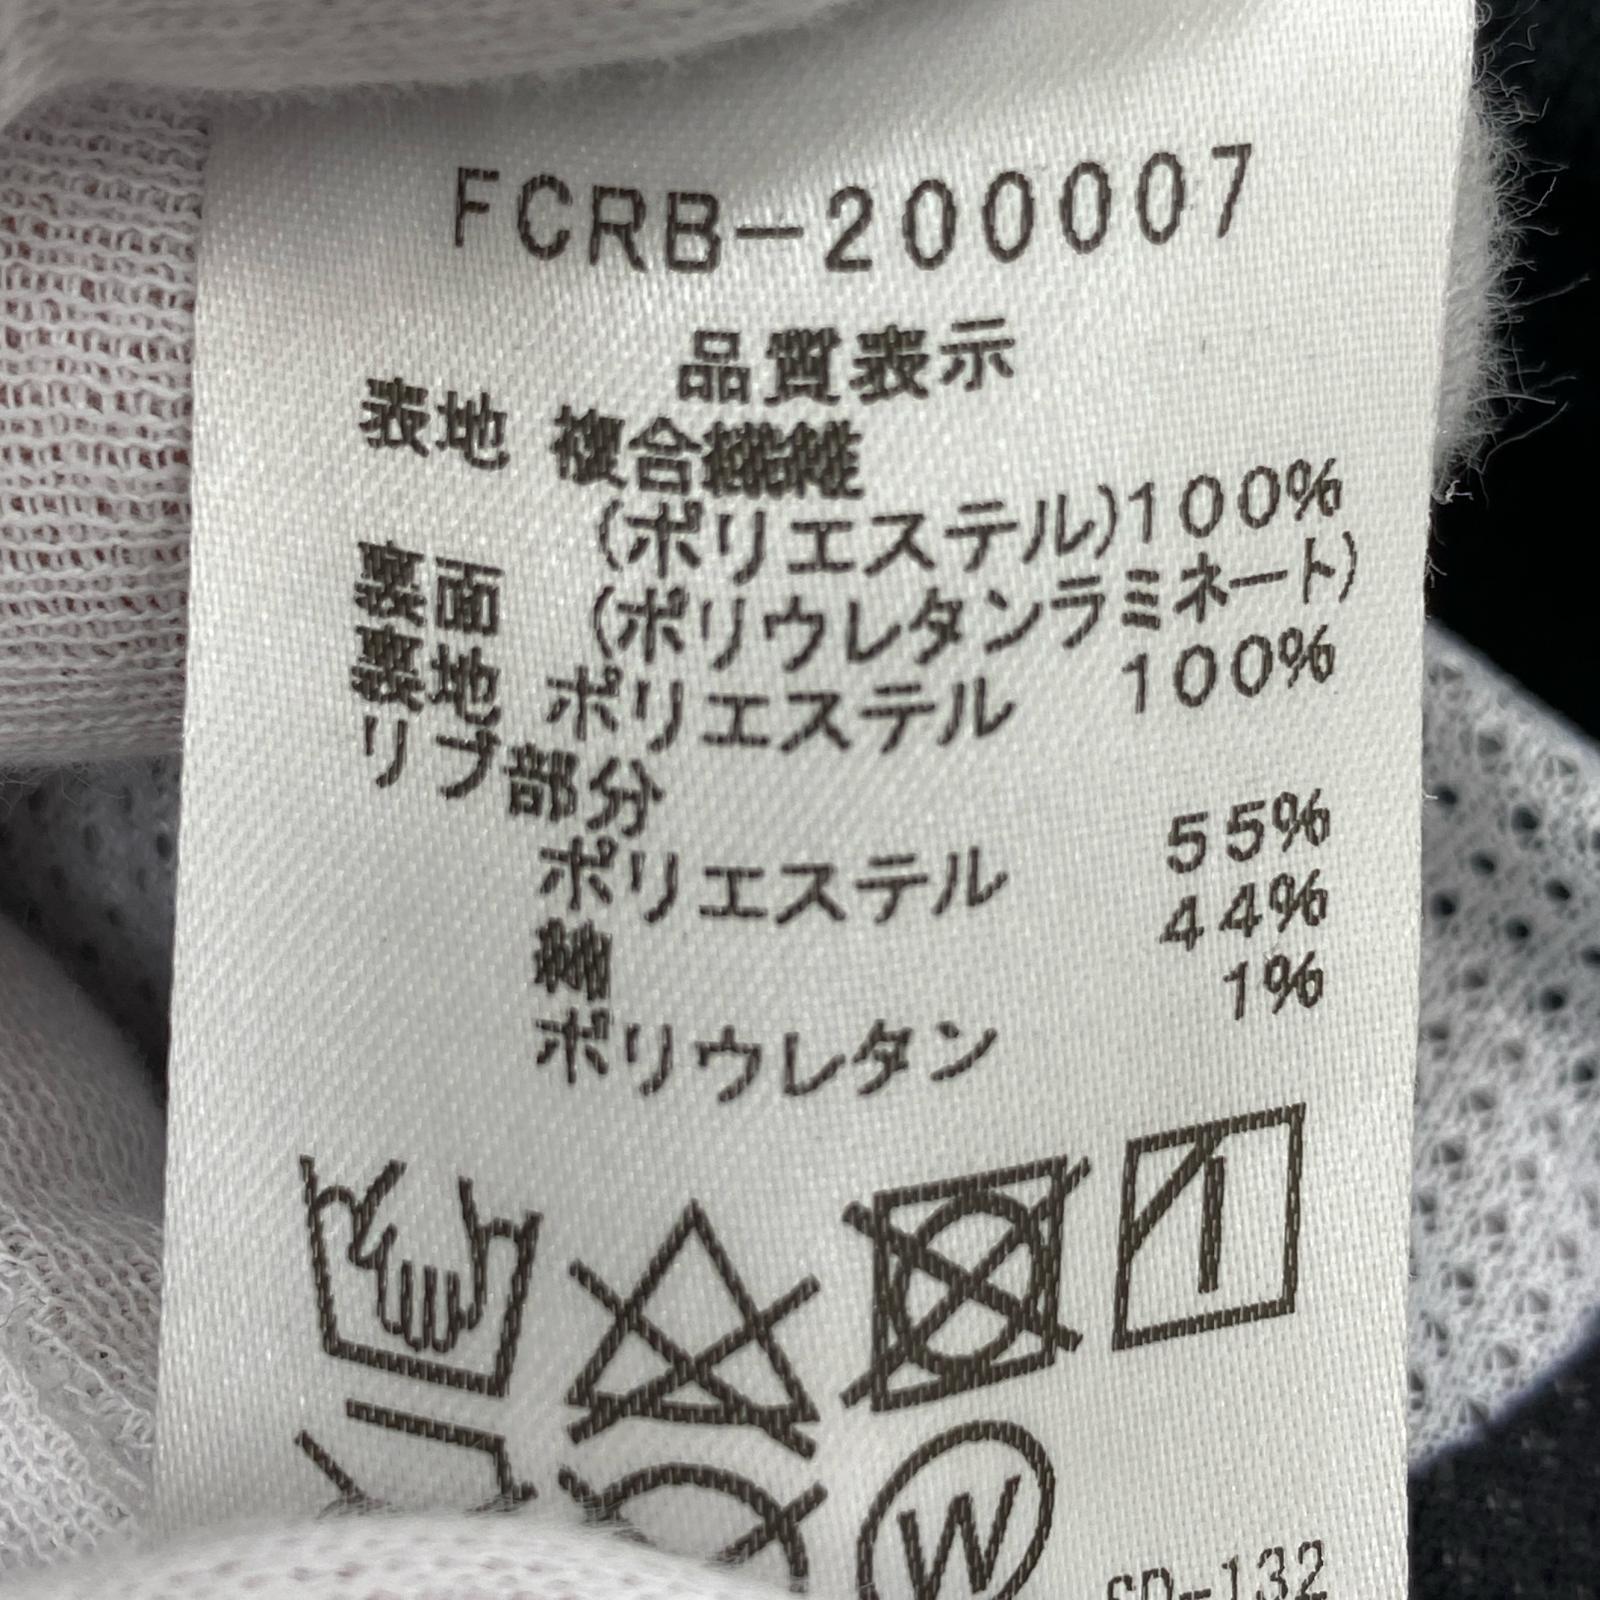 FCRB-200007
品質表示
表地 複合繊維
(ポリエステル)100%
裏面 (ポリウレタンラミネート)
裏地 ポリエステル 100%
リブ部分
ポリエステル 55%
綿 44%
ポリウレタン 1%
W